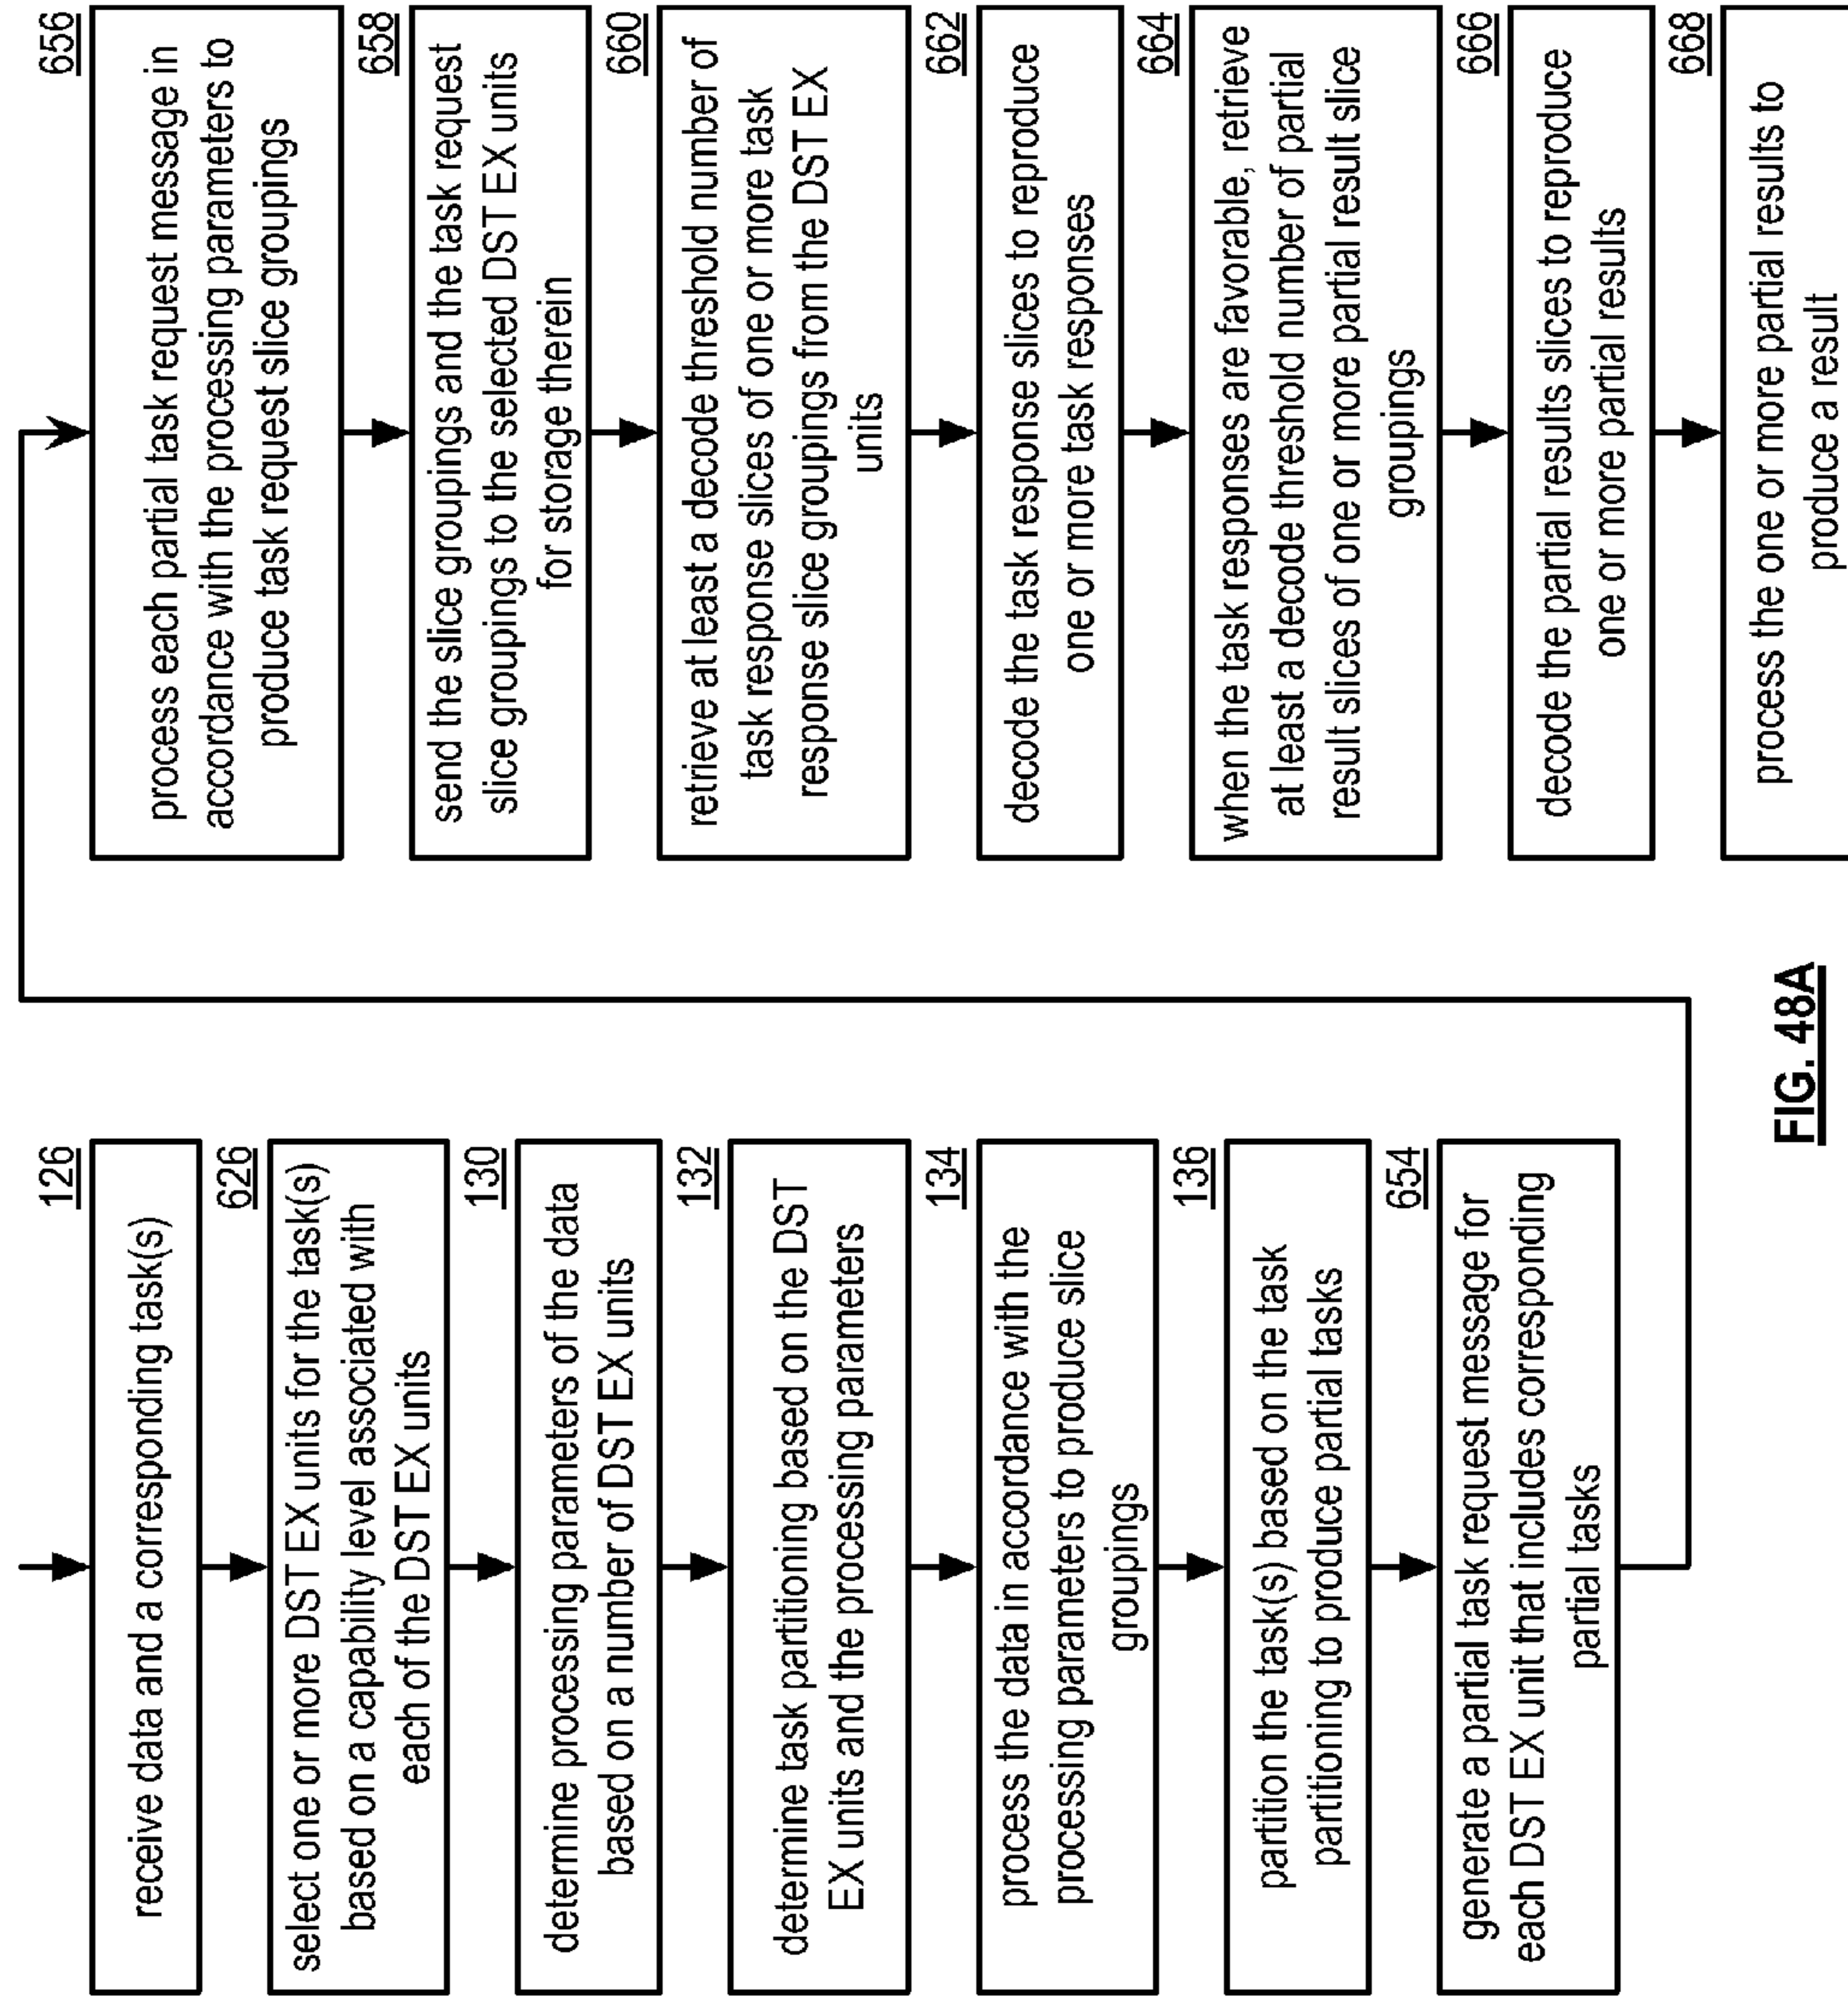 126
receive data and a corresponding task(s)
626
select one or more DST EX units for the task(s)
based on a capability level associated with
each of the DST EX units
130
determine processing parameters of the data
based on a number of DST EX units
132
determine task partitioning based on the DST
EX units and the processing parameters
134
process the data in accordance with the
processing parameters to produce slice
groupings
136
partition the task(s) based on the task
partitioning to produce partial tasks
654
generate a partial task request message for
each DST EX unit that includes corresponding
partial tasks
656
process each partial task request message in
accordance with the processing parameters to
produce task request slice groupings
658
send the slice groupings and the task request
slice groupings to the selected DST EX units
for storage therein
660
retrieve at least a decode threshold number of
task response slices of one or more task
response slice groupings from the DST EX
units
662
decode the task response slices to reproduce
one or more task responses
664
when the task responses are favorable, retrieve
at least a decode threshold number of partial
result slices of one or more partial result slice
groupings
666
decode the partial results slices to reproduce
one or more partial results
668
process the one or more partial results to
produce a result
FIG. 48A